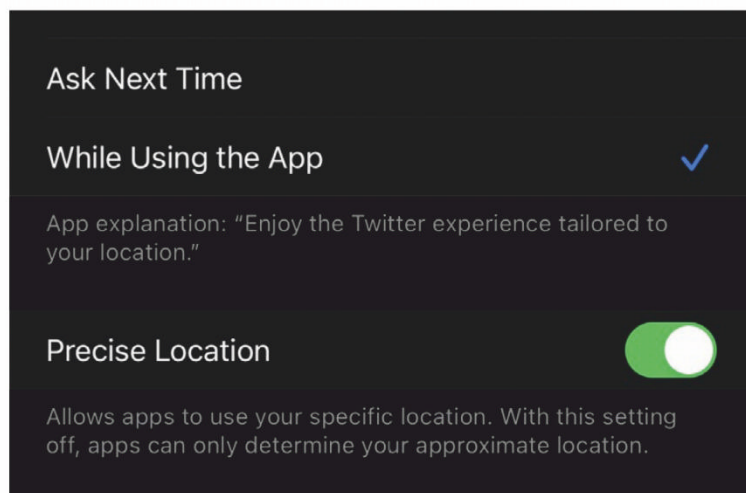 Ask Next Time
While Using the App
App explanation: “Enjoy the Twitter experience tailored to
your location.”
Precise Location
Allows apps to use your specific location. With this setting
off, apps can only determine your approximate location.